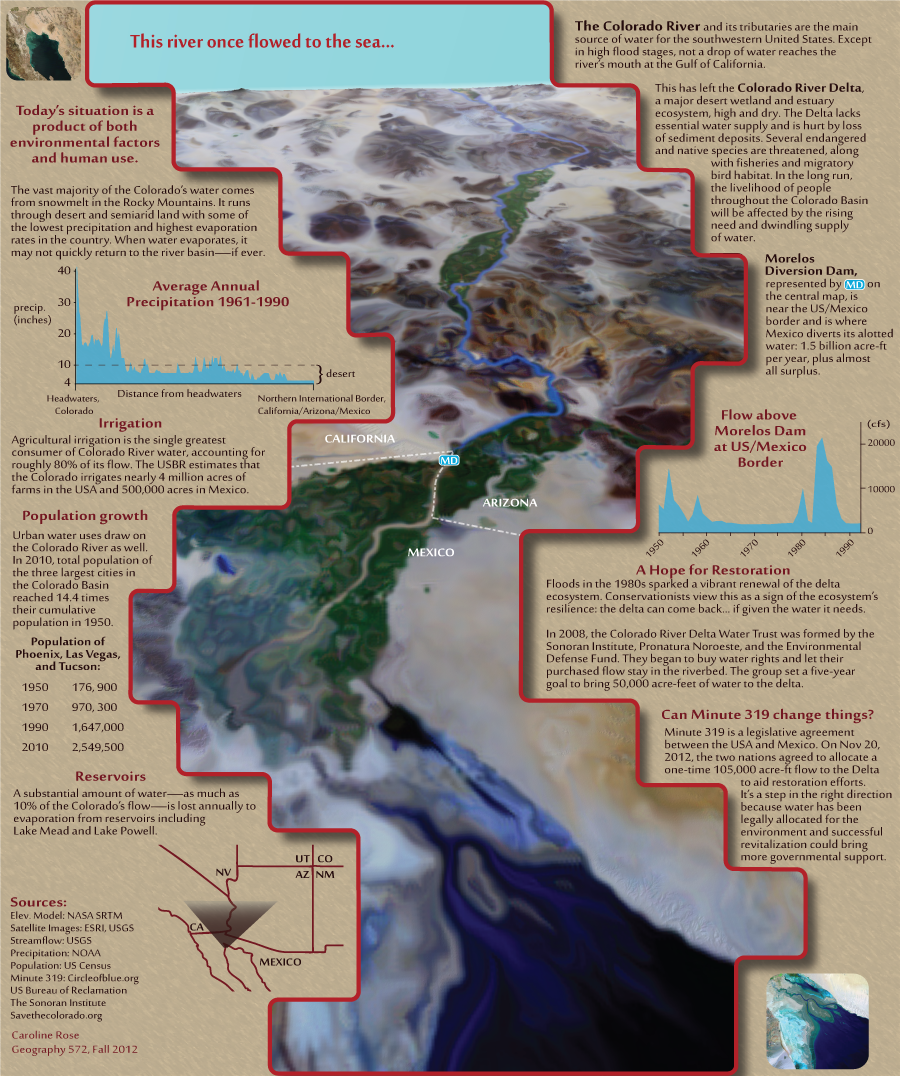 This river once flowed to the sea...
The Colorado River and its tributaries are the main
source of water for the southwestern United States. Except
in high flood stages, not a drop of water reaches the
river's mouth at the Gulf of California.
This has left the Colorado River Delta,
a major desert wetland and estuary
ecosystem, high and dry. The Delta lacks
essential water supply and is hurt by loss
of sediment deposits. Several endangered
and native species are threatened, along
with fisheries and migratory
bird habitat. In the long run,
the livelihood of people
throughout the Colorado Basin
will be affected by the rising
need and dwindling supply
of water.
Today's situation is a
product of both
environmental factors
and human use.
The vast majority of the Colorado's water comes
from snowmelt in the Rocky Mountains. It runs
through desert and semiarid land with some of
the lowest precipitation and highest evaporation
rates in the country. When water evaporates, it
may not quickly return to the river basin—if ever.
Average Annual
Precipitation 1961-1990
precip.
(inches)
40
30
20
10
4
desert
Headwaters,
Colorado
Distance from headwaters
Northern International Border,
California/Arizona/Mexico
Morelos
Diversion Dam,
represented by MD on
the central map, is
near the US/Mexico
border and is where
Mexico diverts its alotted
water: 1.5 billion acre-ft
per year, plus almost
all surplus.
Irrigation
Agricultural irrigation is the single greatest
consumer of Colorado River water, accounting for
roughly 80% of its flow. The USBR estimates that
the Colorado irrigates nearly 4 million acres of
farms in the USA and 500,000 acres in Mexico.
CALIFORNIA
MD
ARIZONA
MEXICO
Flow above
Morelos Dam
at US/Mexico
Border
(cfs)
20000
10000
0
1950
1960
1970
1980
1990
Population growth
Urban water uses draw on
the Colorado River as well.
In 2010, total population of
the three largest cities in
the Colorado Basin
reached 14.4 times
their cumulative
population in 1950.
Population of
Phoenix, Las Vegas,
and Tucson:
1950 176, 900
1970 970, 300
1990 1,647,000
2010 2,549,500
A Hope for Restoration
Floods in the 1980s sparked a vibrant renewal of the delta
ecosystem. Conservationists view this as a sign of the ecosystem's
resilience: the delta can come back... if given the water it needs.
In 2008, the Colorado River Delta Water Trust was formed by the
Sonoran Institute, Pronatura Noroeste, and the Environmental
Defense Fund. They began to buy water rights and let their
purchased flow stay in the riverbed. The group set a five-year
goal to bring 50,000 acre-feet of water to the delta.
Can Minute 319 change things?
Minute 319 is a legislative agreement
between the USA and Mexico. On Nov 20,
2012, the two nations agreed to allocate a
one-time 105,000 acre-ft flow to the Delta
to aid restoration efforts.
It's a step in the right direction
because water has been
legally allocated for the
environment and successful
revitalization could bring
more governmental support.
Reservoirs
A substantial amount of water—as much as
10% of the Colorado's flow—is lost annually to
evaporation from reservoirs including
Lake Mead and Lake Powell.
UT CO
NV AZ NM
CA
MEXICO
Sources:
Elev. Model: NASA SRTM
Satellite Images: ESRI, USGS
Streamflow: USGS
Precipitation: NOAA
Population: US Census
Minute 319: Circleofblue.org
US Bureau of Reclamation
The Sonoran Institute
Savethecolorado.org
Caroline Rose
Geography 572, Fall 2012